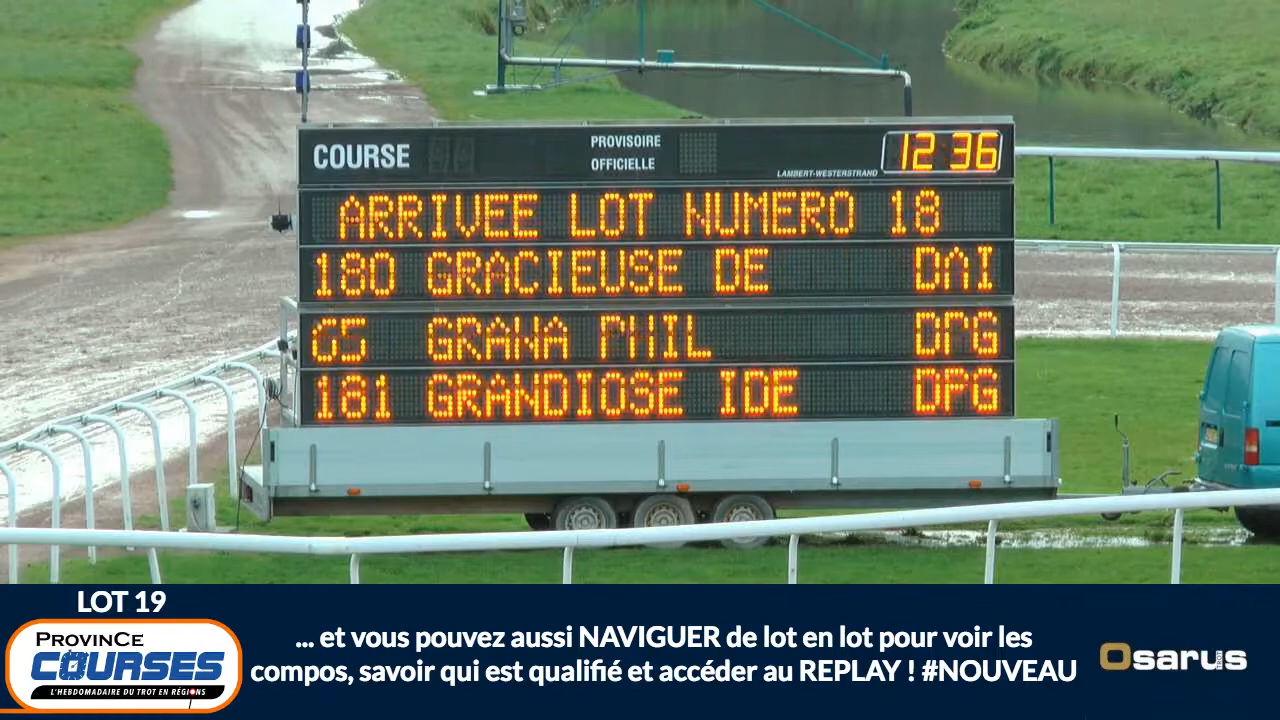 COURSE
PROVISOIRE
OFFICIELLE
LAMBERT-WESTERSTRAND
12 36
ARRIVEE LOT NUMERO 18
180 GRACIEUSE DE DAI
G5 GRANA PHIL DPG
181 GRANDIOSE IDE DPG
LOT 19
PROVINCE
COURSES
L'HEBDOMADAIRE DU TROT EN RÉGIONS
... et vous pouvez aussi NAVIGUER de lot en lot pour voir les
compos, savoir qui est qualifié et accéder au REPLAY ! #NOUVEAU
Osarus